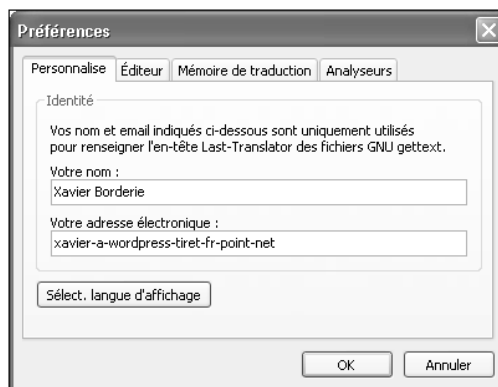 Préférences
Personnalise Éditeur Mémoire de traduction Analyseurs
Identité
Vos nom et email indiqués ci-dessous sont uniquement utilisés
pour renseigner l'en-tête Last-Translator des fichiers GNU gettext.
Votre nom :
Xavier Borderie
Votre adresse électronique :
xavier-a-wordpress-tiret-fr-point-net
Sélect. langue d'affichage
OK Annuler